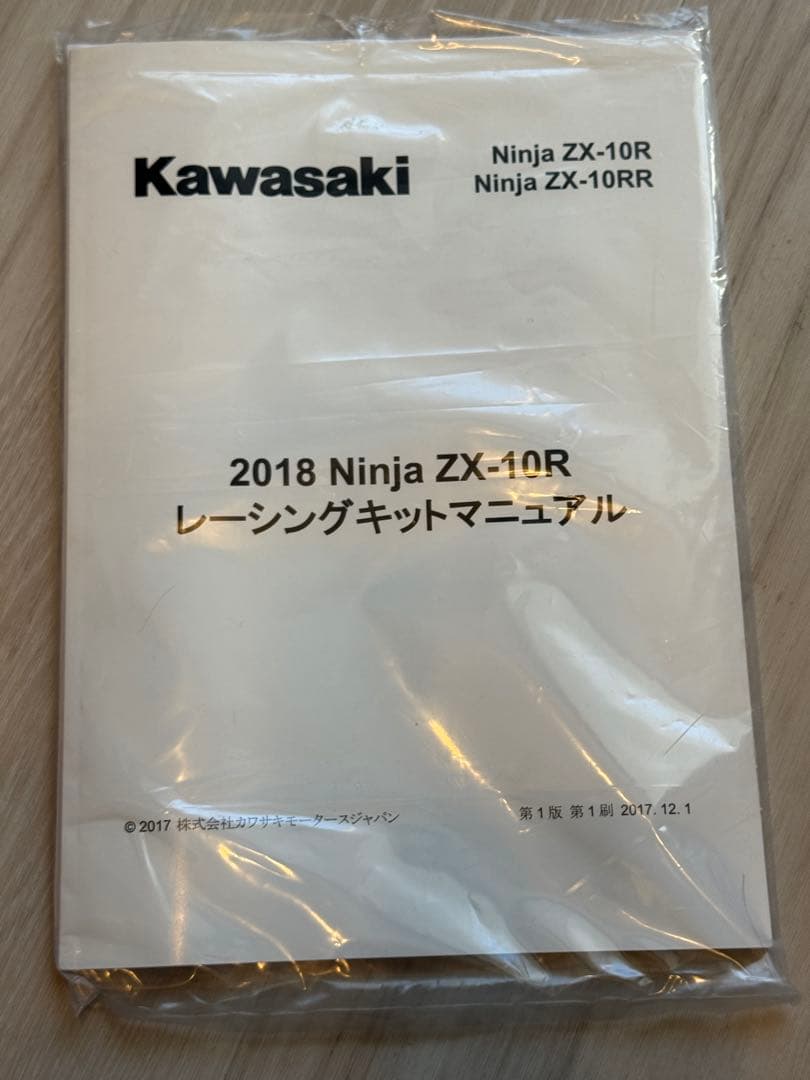 Kawasaki
Ninja ZX-10R
Ninja ZX-10RR
2018 Ninja ZX-10R
レーシングキットマニュアル
© 2017 株式会社カワサキモータースジャパン
第1版 第1刷 2017.12.1